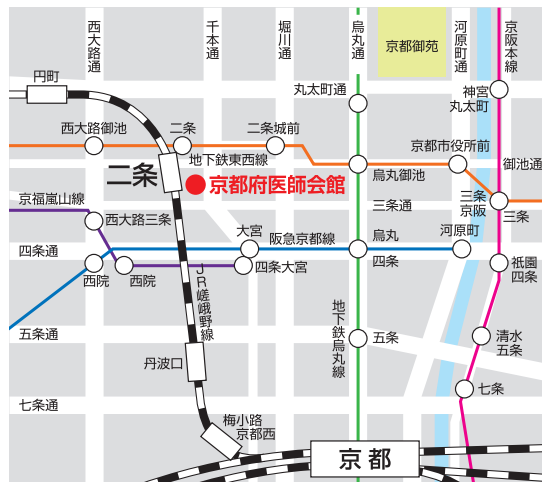 西大路通
千本通
堀川通
烏丸通
京都御苑
河原町通
京阪本線
円町
丸太町通
神宮
丸太町
西大路御池
二条
二条城前
京都市役所前
地下鉄東西線
烏丸御池
御池通
二条
京都府医師会館
三条
京阪
三条
京福嵐山線
西大路三条
三条通
大宮
阪急京都線
烏丸
河原町
四条通
西院
西院
四条大宮
四条
祇園
四条
JR嵯峨野線
地下鉄烏丸線
五条通
五条
清水
五条
丹波口
七条
七条通
梅小路
京都西
京都